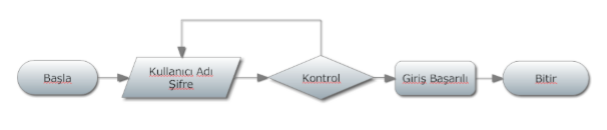 Başla
Kullanıcı Adı
Şifre
Kontrol
Giriş Başarılı
Bitir